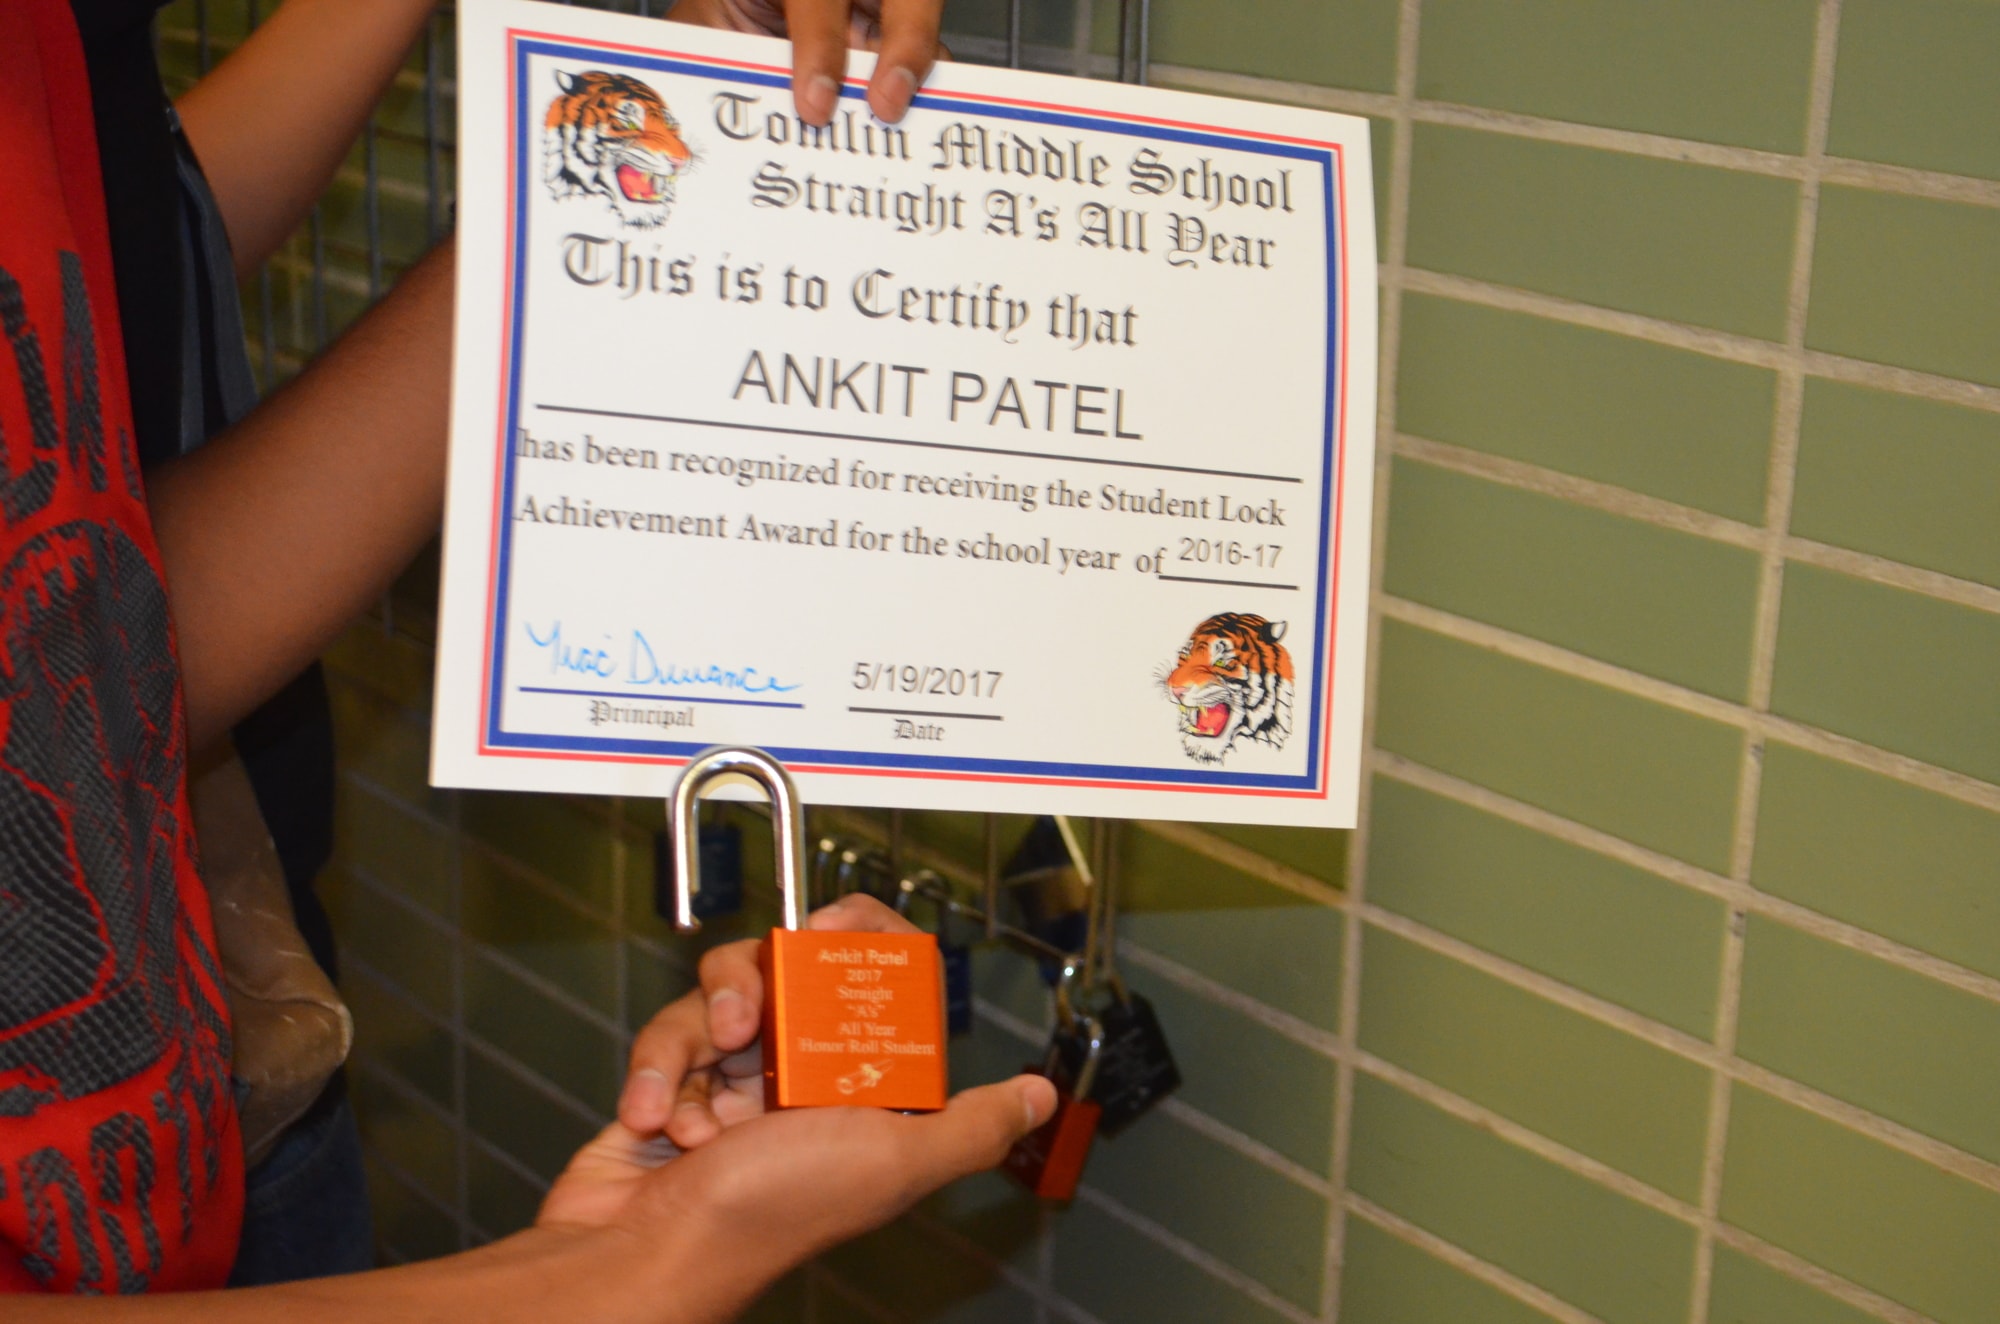 Tomlin Middle School
Straight A's All Year
This is to Certify that
ANKIT PATEL
has been recognized for receiving the Student Lock
Achievement Award for the school year of 2016-17
5/19/2017
Principal
Date
Ankit Patel
2017
Straight
"A's"
All Year
Honor Roll Student